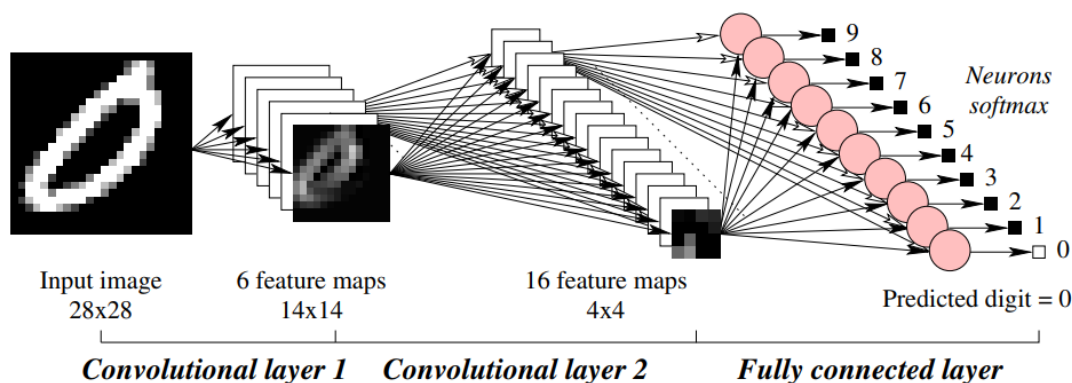 9
8
7
6
5
4
3
2
1
0
Neurons
softmax
Input image
28x28
6 feature maps
14x14
16 feature maps
4x4
Predicted digit = 0
Convolutional layer 1
Convolutional layer 2
Fully connected layer